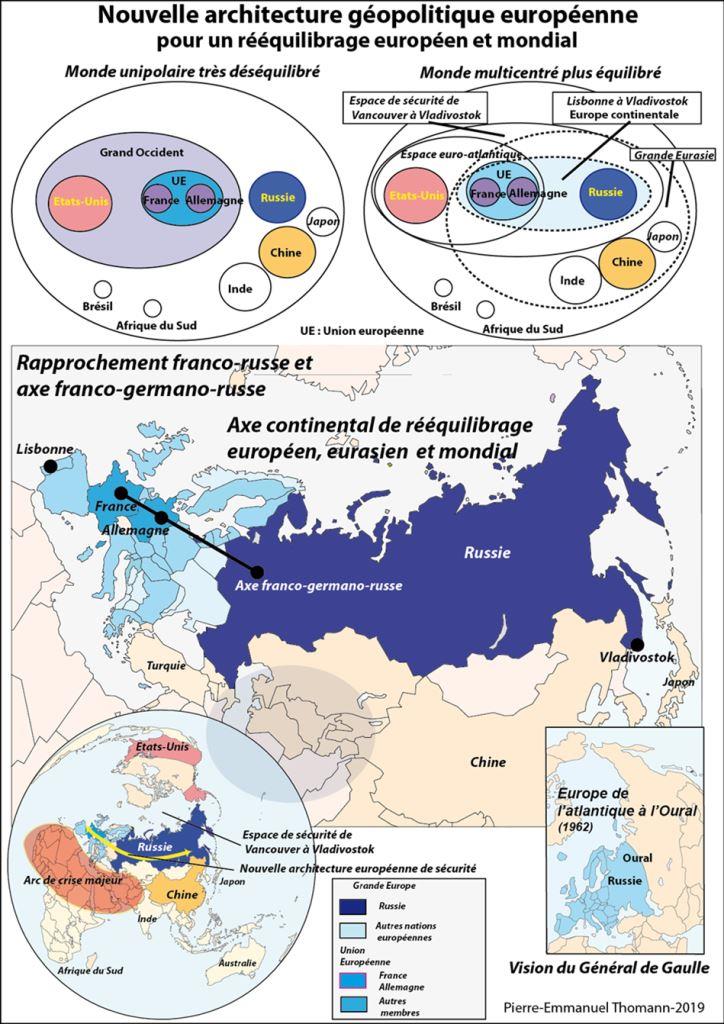 Nouvelle architecture géopolitique européenne
pour un rééquilibrage européen et mondial
Monde unipolaire très déséquilibré
Grand Occident
Etats-Unis
UE
France
Allemagne
Russie
Japon
Chine
Inde
Brésil
Afrique du Sud
Monde multicentré plus équilibré
Espace de sécurité de
Vancouver à Vladivostok
Lisbonne à Vladivostok
Europe continentale
Espace euro-atlantique
Grande Eurasie
Etats-Unis
UE
France
Allemagne
Russie
Japon
Chine
Inde
Brésil
Afrique du Sud
UE : Union européenne
Rapprochement franco-russe et
axe franco-germano-russe
Axe continental de rééquilibrage
européen, eurasien et mondial
Lisbonne
France
Allemagne
Russie
Axe franco-germano-russe
Vladivostok
Turquie
Japon
Chine
Etats-Unis
Espace de sécurité de
Vancouver à Vladivostok
Russie
Nouvelle architecture européenne de sécurité
Arc de crise majeur
Chine
Japon
Inde
Afrique du Sud
Australie
Grande Europe
Russie
Autres nations
européennes
Union
Européenne
France
Allemagne
Autres
membres
Europe de
l'atlantique à l'Oural
(1962)
Oural
Russie
Vision du Général de Gaulle
Pierre-Emmanuel Thomann-2019